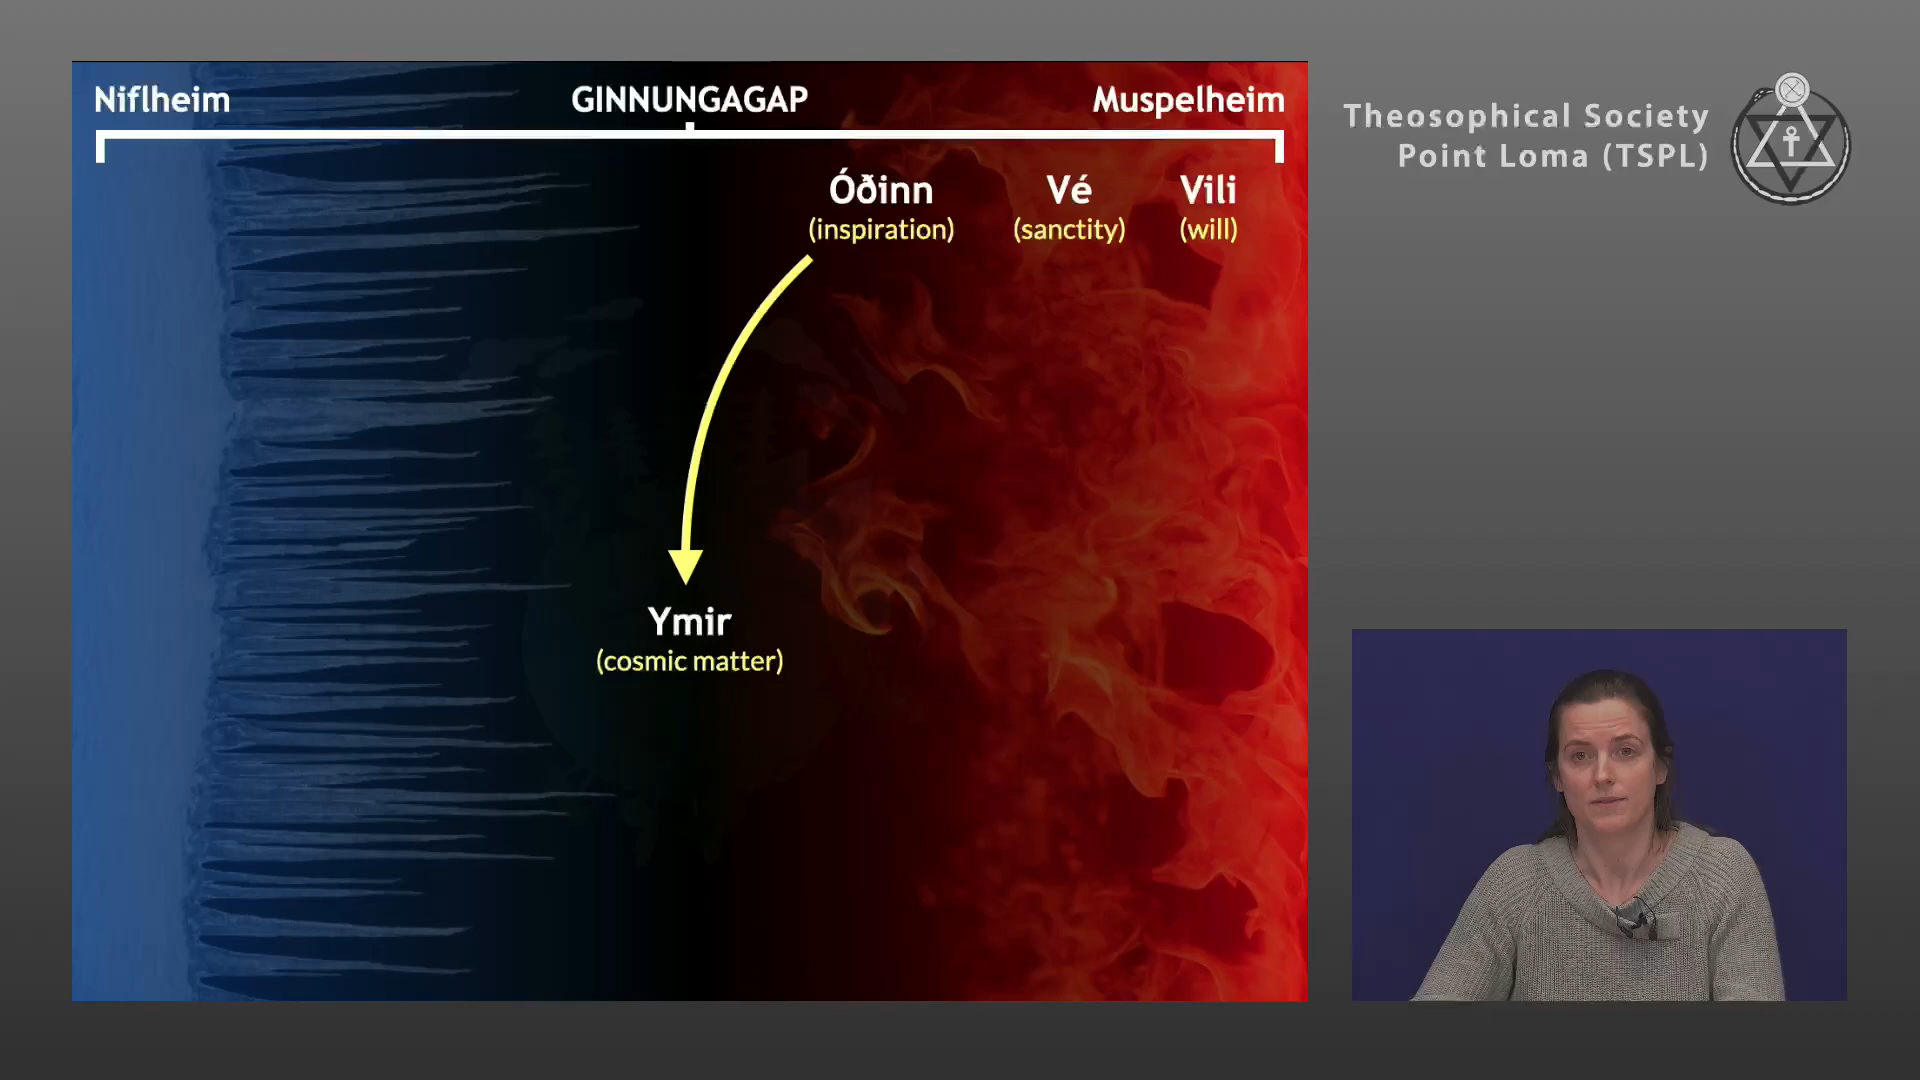 Niflheim
GINNUNGAGAP
Muspelheim
Óðinn
(inspiration)
Vé
(sanctity)
Vili
(will)
Ymir
(cosmic matter)
Theosophical Society
Point Loma (TSPL)